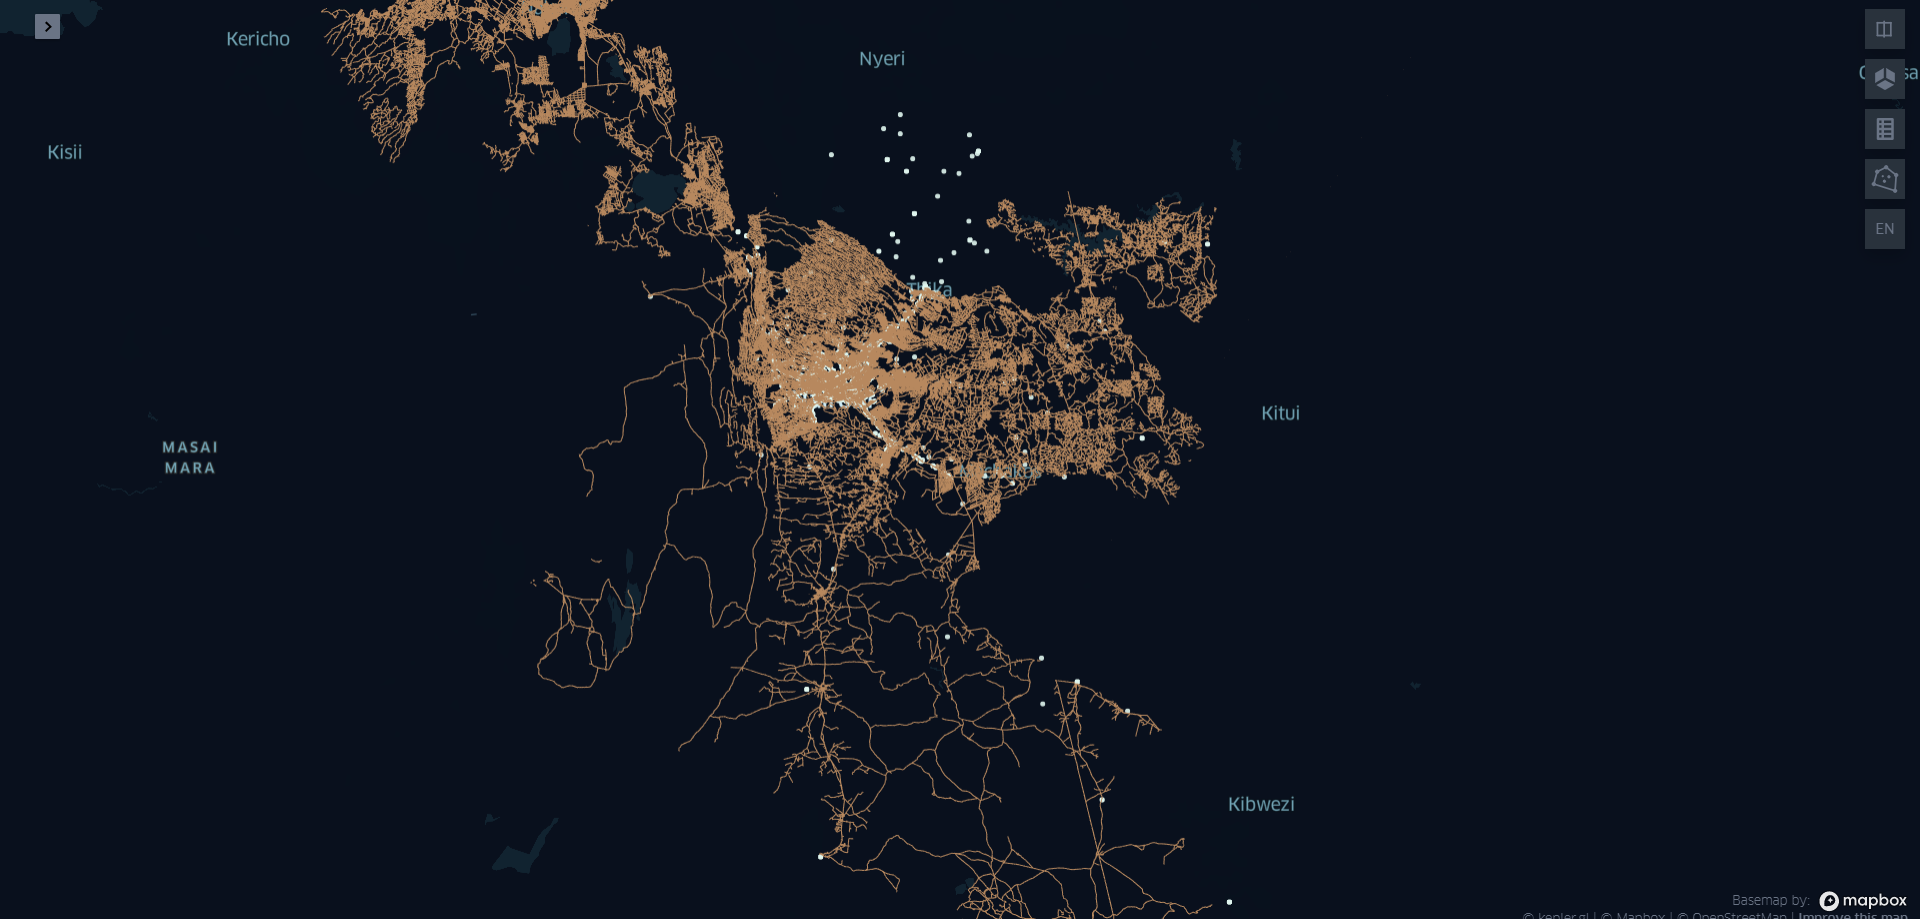 Kericho
Nyeri
Kisii
Thika
EN
Kitui
MASAI
MARA
Kibwezi
Basemap by: mapbox
© kepler.gl | © Mapbox | © OpenStreetMap | Improve this map